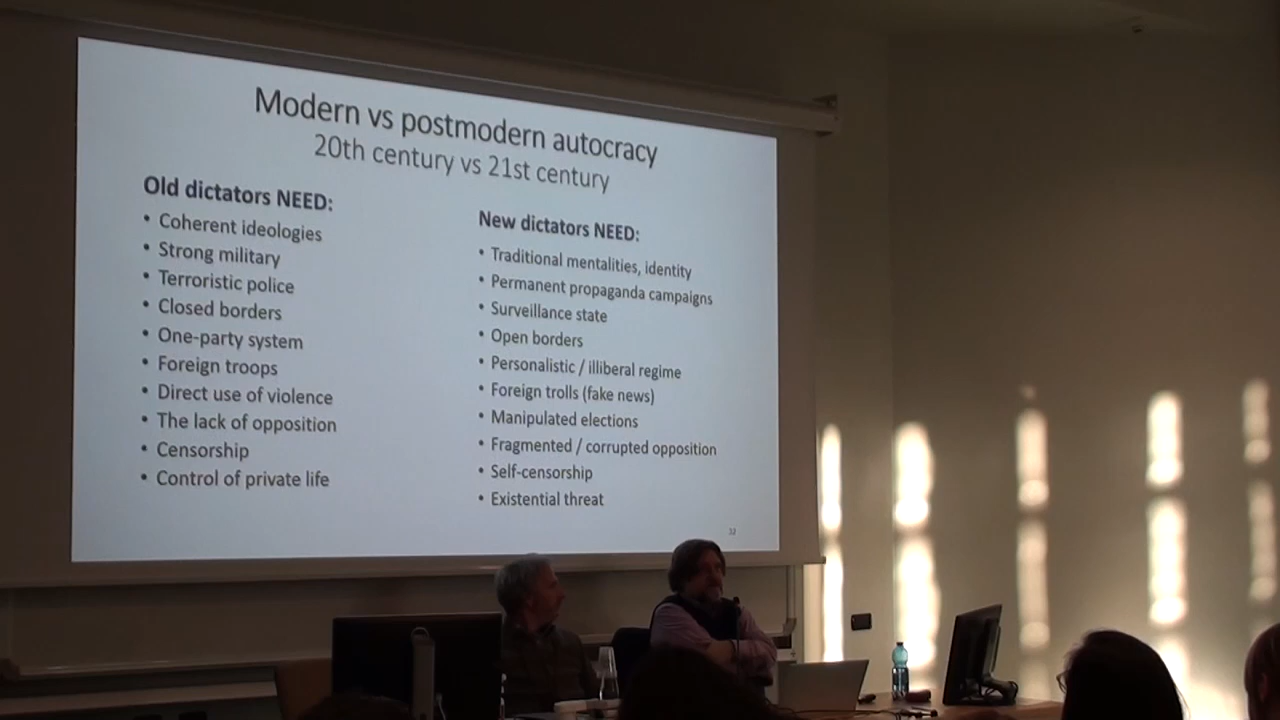 Modern vs postmodern autocracy
20th century vs 21st century
Old dictators NEED:
• Coherent ideologies
• Strong military
• Terroristic police
• Closed borders
• One-party system
• Foreign troops
• Direct use of violence
• The lack of opposition
• Censorship
• Control of private life
New dictators NEED:
• Traditional mentalities, identity
• Permanent propaganda campaigns
• Surveillance state
• Open borders
• Personalistic / illiberal regime
• Foreign trolls (fake news)
• Manipulated elections
• Fragmented / corrupted opposition
• Self-censorship
• Existential threat
32